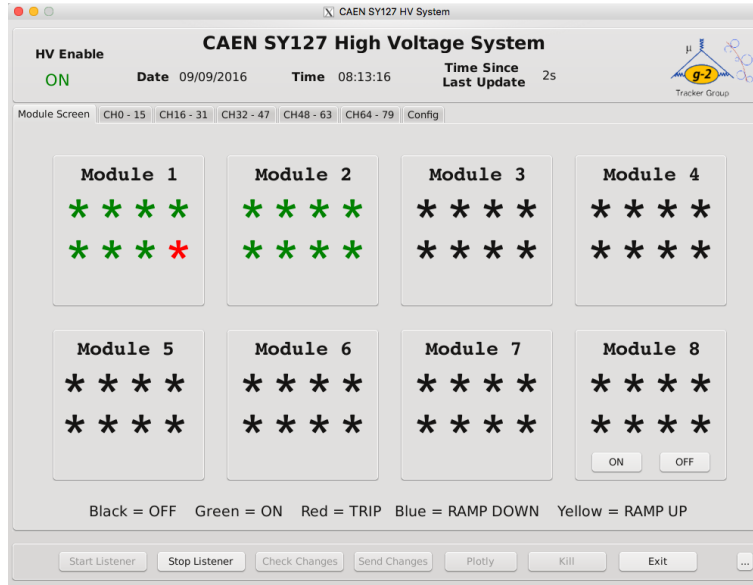 CAEN SY127 HV System
CAEN SY127 High Voltage System
HV Enable
ON
Date 09/09/2016 Time 08:13:16 Time Since Last Update 2s
µ
g-2
Tracker Group
Module Screen CH0 - 15 CH16 - 31 CH32 - 47 CH48 - 63 CH64 - 79 Config
Module 1 Module 2 Module 3 Module 4
* * * * * * * * * * * * * * * *
* * * * * * * * * * * * * * * *
Module 5 Module 6 Module 7 Module 8
* * * * * * * * * * * * * * * *
* * * * * * * * * * * * * * * *
ON OFF
Black = OFF Green = ON Red = TRIP Blue = RAMP DOWN Yellow = RAMP UP
Start Listener Stop Listener Check Changes Send Changes Plotly Kill Exit ...